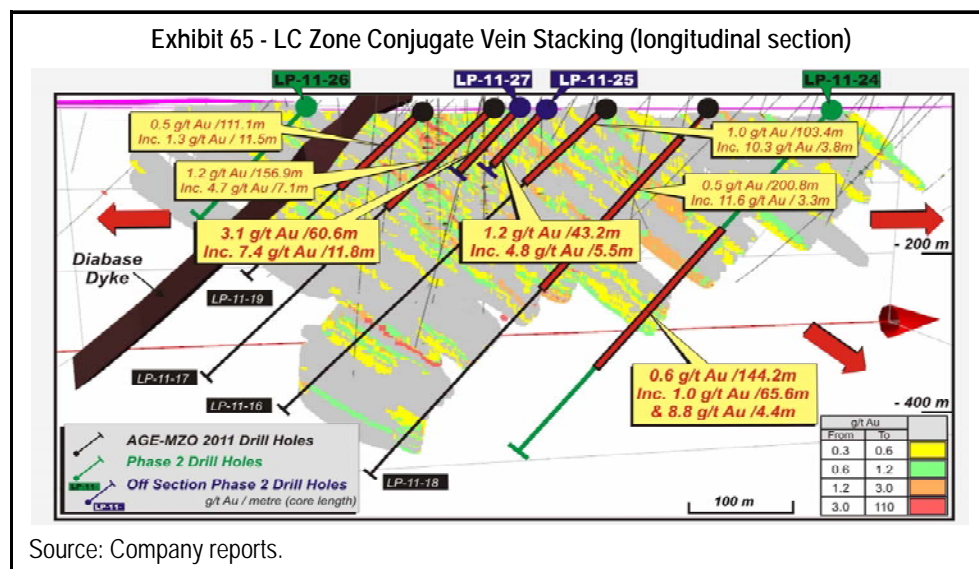 Exhibit 65 - LC Zone Conjugate Vein Stacking (longitudinal section)
LP-11-26
LP-11-27
LP-11-25
LP-11-24
0.5 g/t Au /111.1m
Inc. 1.3 g/t Au / 11.5m
1.0 g/t Au /103.4m
Inc. 10.3 g/t Au /3.8m
1.2 g/t Au /156.9m
Inc. 4.7 g/t Au /7.1m
0.5 g/t Au /200.8m
Inc. 11.6 g/t Au / 3.3m
3.1 g/t Au /60.6m
Inc. 7.4 g/t Au /11.8m
1.2 g/t Au /43.2m
Inc. 4.8 g/t Au /5.5m
- 200 m
Diabase
Dyke
LP-11-19
LP-11-17
LP-11-16
LP-11-18
0.6 g/t Au /144.2m
Inc. 1.0 g/t Au /65.6m
& 8.8 g/t Au /4.4m
- 400 m
AGE-MZO 2011 Drill Holes
Phase 2 Drill Holes
LP-11-
Off Section Phase 2 Drill Holes
LP-11-
g/t Au / metre (core length)
100 m
g/t Au
From To
0.3 0.6
0.6 1.2
1.2 3.0
3.0 110
Source: Company reports.